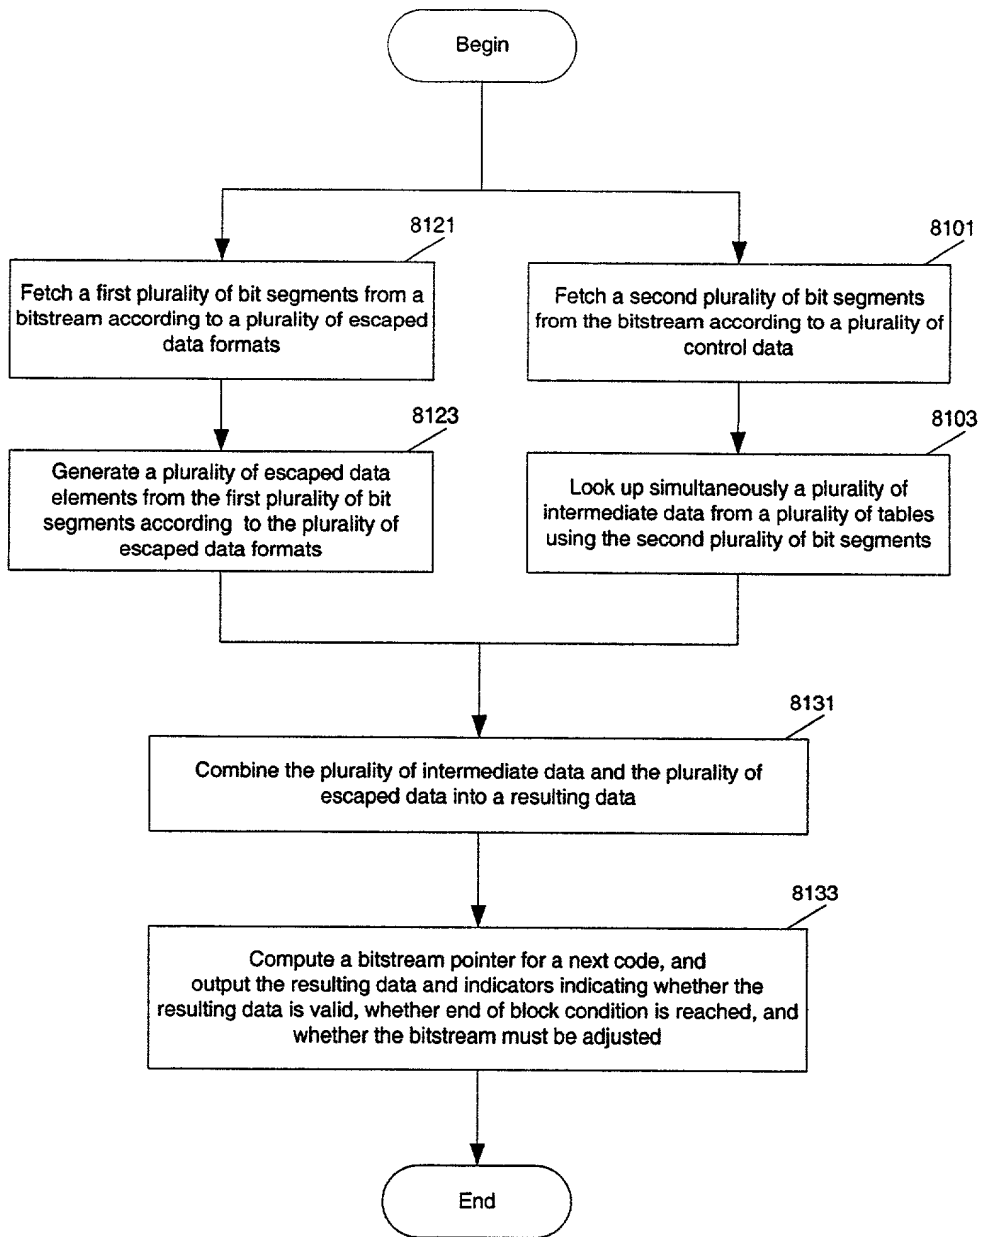 Begin
8121
Fetch a first plurality of bit segments from a
bitstream according to a plurality of escaped
data formats
8101
Fetch a second plurality of bit segments
from the bitstream according to a plurality of
control data
8123
Generate a plurality of escaped data
elements from the first plurality of bit
segments according to the plurality of
escaped data formats
8103
Look up simultaneously a plurality of
intermediate data from a plurality of tables
using the second plurality of bit segments
8131
Combine the plurality of intermediate data and the plurality of
escaped data into a resulting data
8133
Compute a bitstream pointer for a next code, and
output the resulting data and indicators indicating whether the
resulting data is valid, whether end of block condition is reached, and
whether the bitstream must be adjusted
End